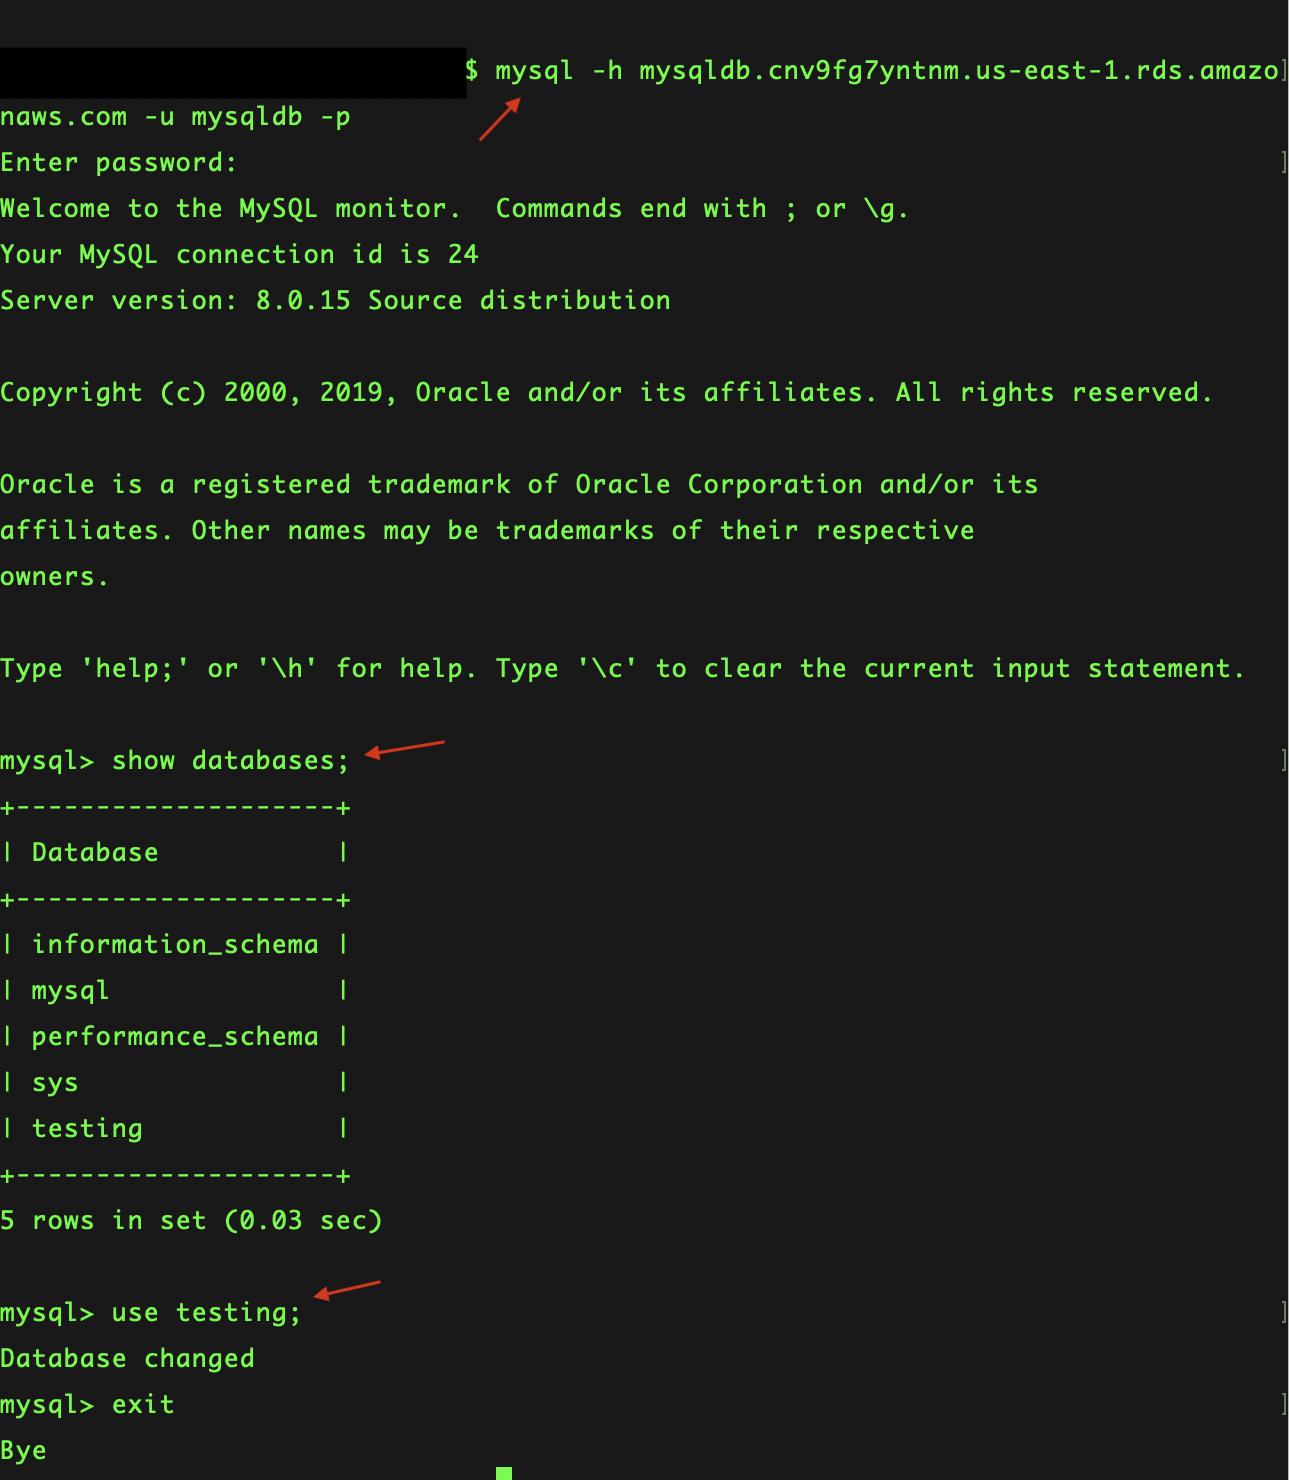 $ mysql -h mysqldb.cnv9fg7yntnm.us-east-1.rds.amazo]
naws.com -u mysqldb -p
Enter password: ]
Welcome to the MySQL monitor.  Commands end with ; or \g.
Your MySQL connection id is 24
Server version: 8.0.15 Source distribution
Copyright (c) 2000, 2019, Oracle and/or its affiliates. All rights reserved.
Oracle is a registered trademark of Oracle Corporation and/or its
affiliates. Other names may be trademarks of their respective
owners.
Type 'help;' or '\h' for help. Type '\c' to clear the current input statement.
mysql> show databases; ]
+--------------------+
| Database           |
+--------------------+
| information_schema |
| mysql              |
| performance_schema |
| sys                |
| testing            |
+--------------------+
5 rows in set (0.03 sec)
mysql> use testing; ]
Database changed
mysql> exit ]
Bye